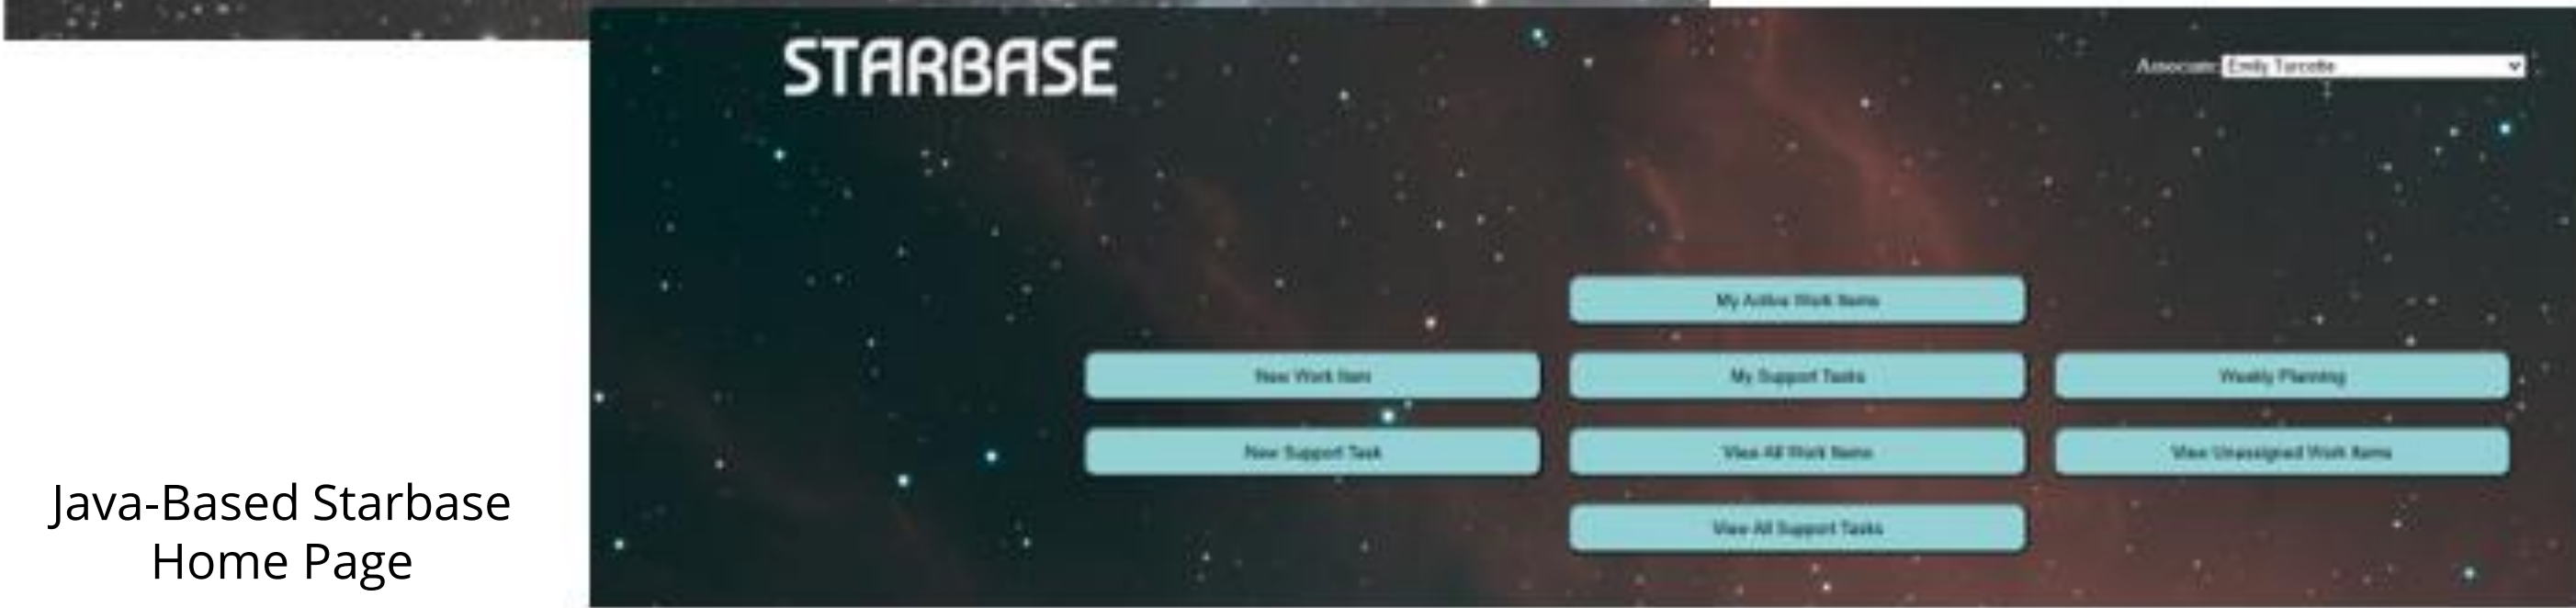 STARBASE
Associate: Emily Turcotte
My Active Work Items
New Work Item
My Support Tasks
Weekly Planning
New Support Task
View All Work Items
View Unassigned Work Items
View All Support Tasks
Java-Based Starbase
Home Page